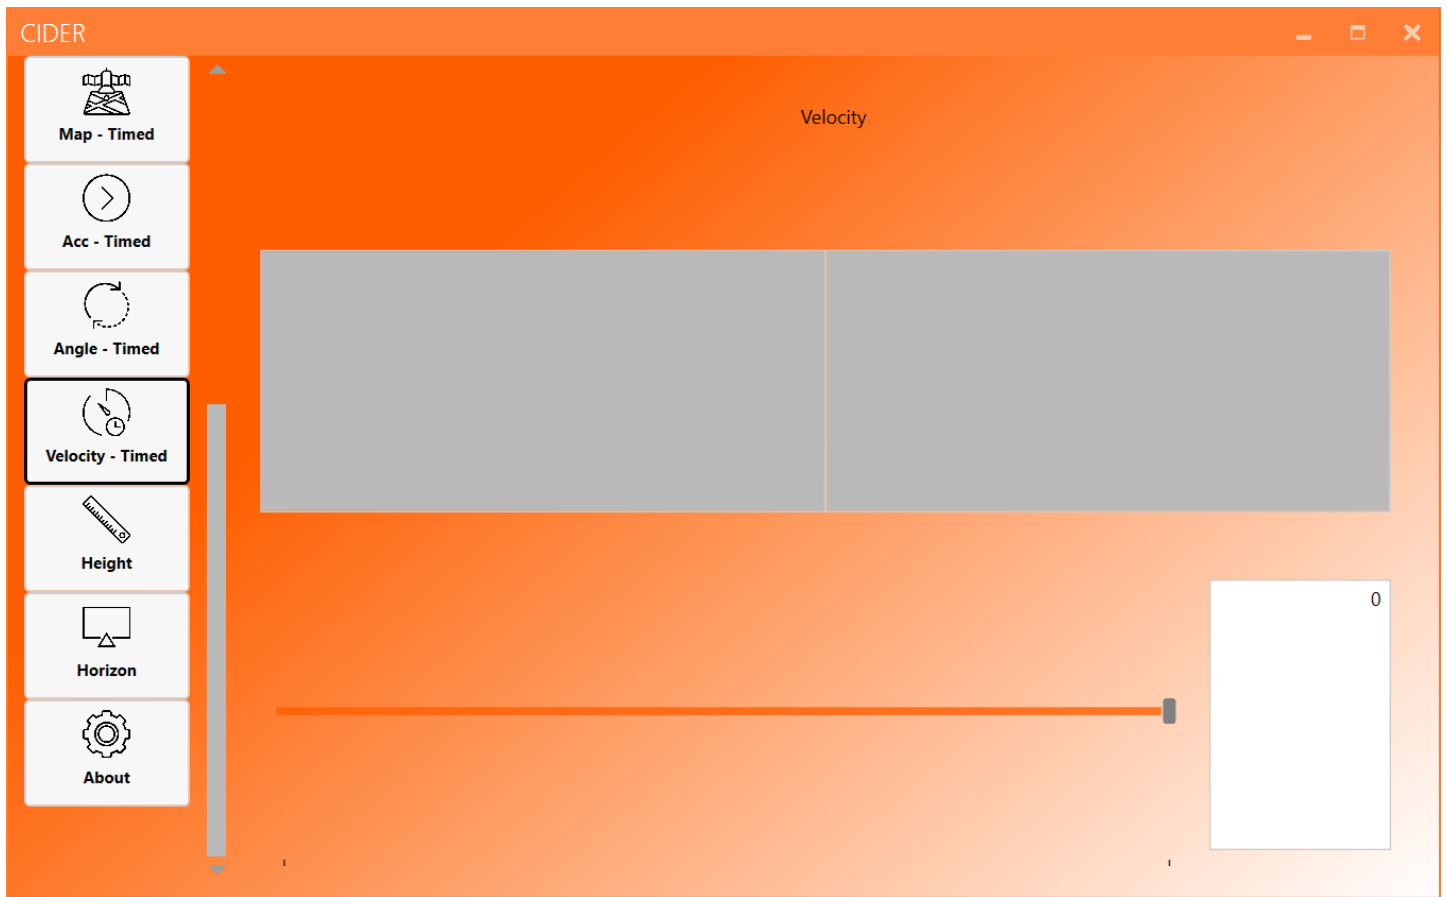 CIDER
Map - Timed
Acc - Timed
Angle - Timed
Velocity - Timed
Height
Horizon
About
Velocity
0